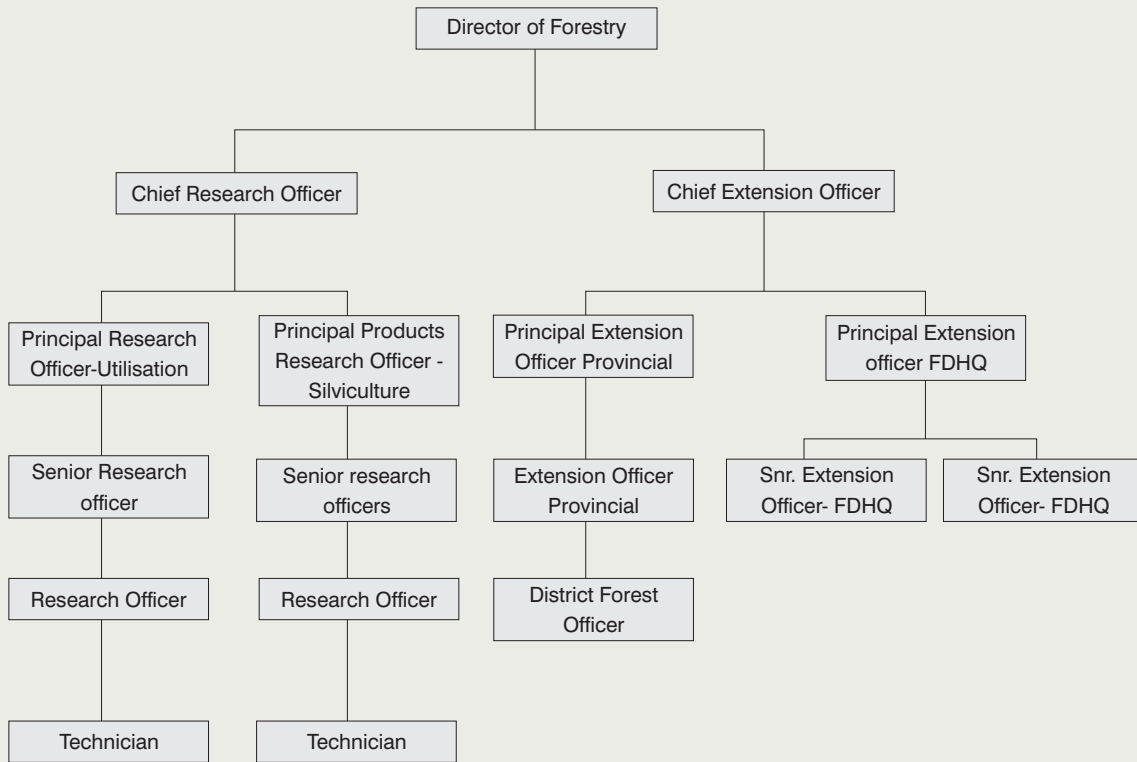 Director of Forestry
Chief Research Officer
Chief Extension Officer
Principal Research
Officer-Utilisation
Principal Products
Research Officer -
Silviculture
Principal Extension
Officer Provincial
Principal Extension
officer FDHQ
Senior Research
officer
Senior research
officers
Extension Officer
Provincial
Snr. Extension
Officer- FDHQ
Snr. Extension
Officer- FDHQ
Research Officer
Research Officer
District Forest
Officer
Technician
Technician